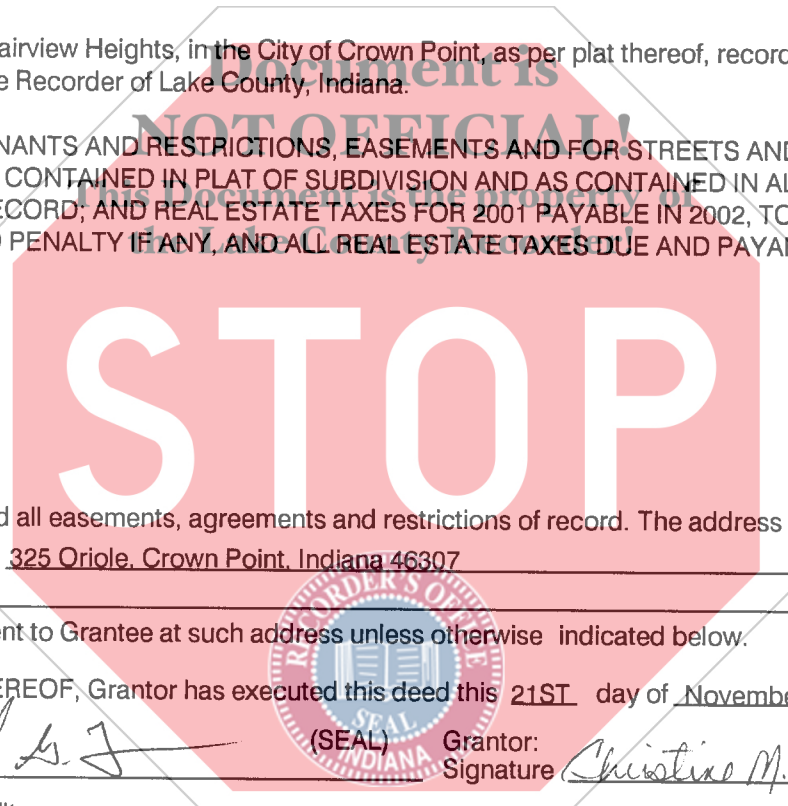 airview Heights, in the City of Crown Point, as per plat thereof, record
Document is
e Recorder of Lake County, Indiana.
NOT OFFICIAL!
NANTS AND RESTRICTIONS, EASEMENTS AND FOR STREETS AND
CONTAINED IN PLAT OF SUBDIVISION AND AS CONTAINED IN AL
This Document is the property of
ECORD; AND REAL ESTATE TAXES FOR 2001 PAYABLE IN 2002, TO
the Lake County Recorder!
PENALTY IF ANY, AND ALL REAL ESTATE TAXES DUE AND PAYA
STOP
d all easements, agreements and restrictions of record. The address
325 Oriole, Crown Point, Indiana 46307
RECORDER'S OFFICE
ent to Grantee at such address unless otherwise indicated below.
EREOF, Grantor has executed this deed this 21ST day of Novembe
SEAL
(SEAL) Grantor:
INDIANA
Signature Christine M.